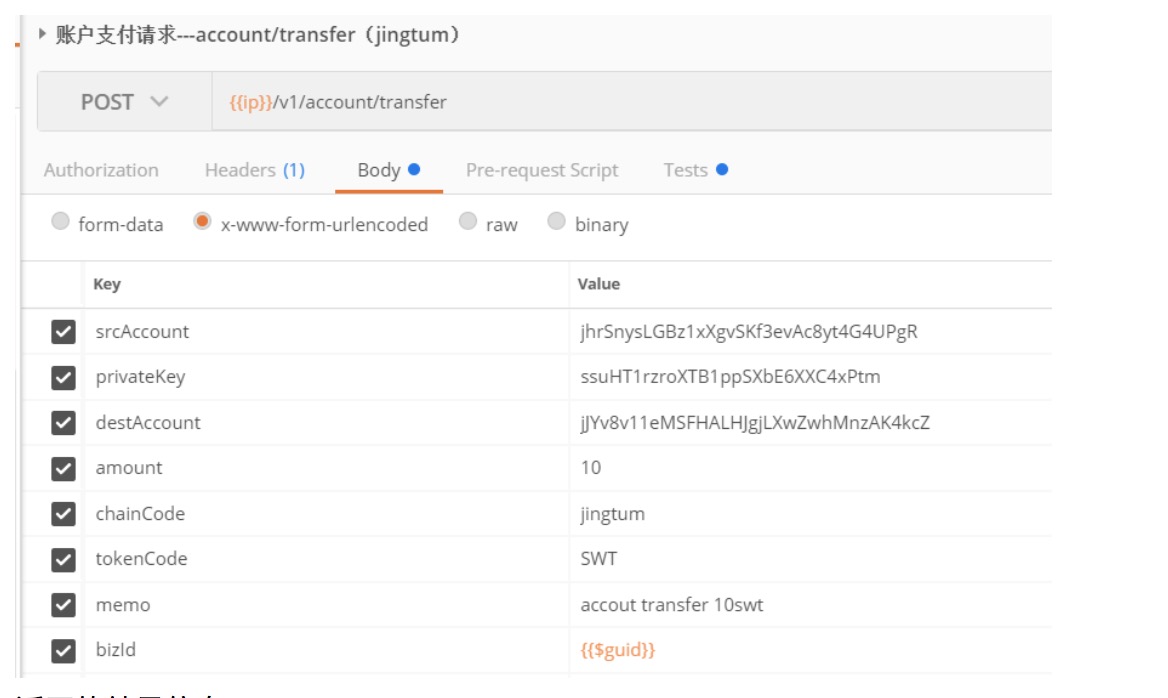 账户支付请求---account/transfer（jingtum）
POST {{ip}}/v1/account/transfer
Authorization Headers (1) Body Pre-request Script Tests
form-data x-www-form-urlencoded raw binary
Key Value
srcAccount jhrSnysLGBz1xXgvSKf3evAc8yt4G4UPgR
privateKey ssuHT1rzroXTB1ppSXbE6XXC4xPtm
destAccount jJYv8v11eMSFHALHJgjLXwZwhMnzAK4kcZ
amount 10
chainCode jingtum
tokenCode SWT
memo accout transfer 10swt
bizId {{$guid}}